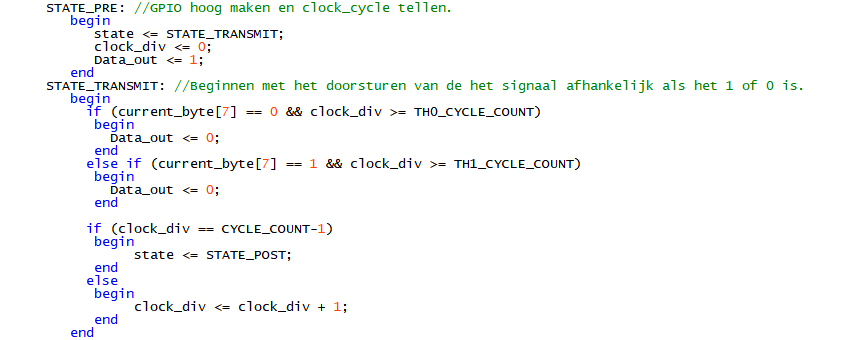 STATE_PRE: //GPIO hoog maken en clock_cycle tellen.
begin
state <= STATE_TRANSMIT;
clock_div <= 0;
Data_out <= 1;
end
STATE_TRANSMIT: //Beginnen met het doorsturen van de het signaal afhankelijk als het 1 of 0 is.
begin
if (current_byte[7] == 0 && clock_div >= TH0_CYCLE_COUNT)
begin
Data_out <= 0;
end
else if (current_byte[7] == 1 && clock_div >= TH1_CYCLE_COUNT)
begin
Data_out <= 0;
end
if (clock_div == CYCLE_COUNT-1)
begin
state <= STATE_POST;
end
else
begin
clock_div <= clock_div + 1;
end
end